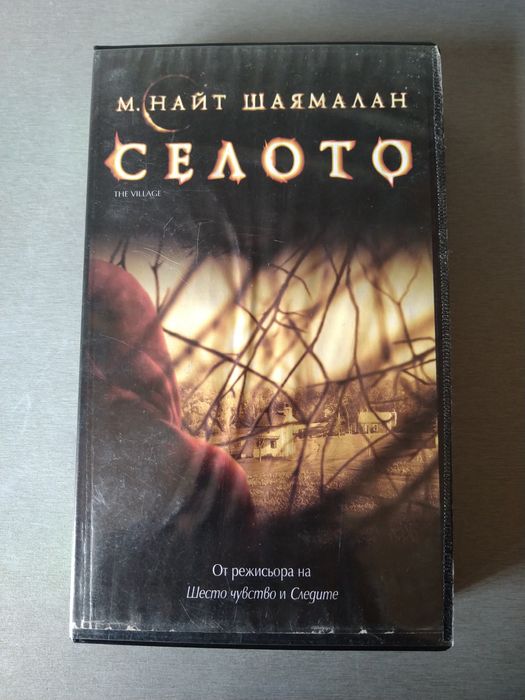 М. НАЙТ ШАЯМАЛАН
СЕЛОТО
THE VILLAGE
От режисьора на
Шесто чувство и Следите